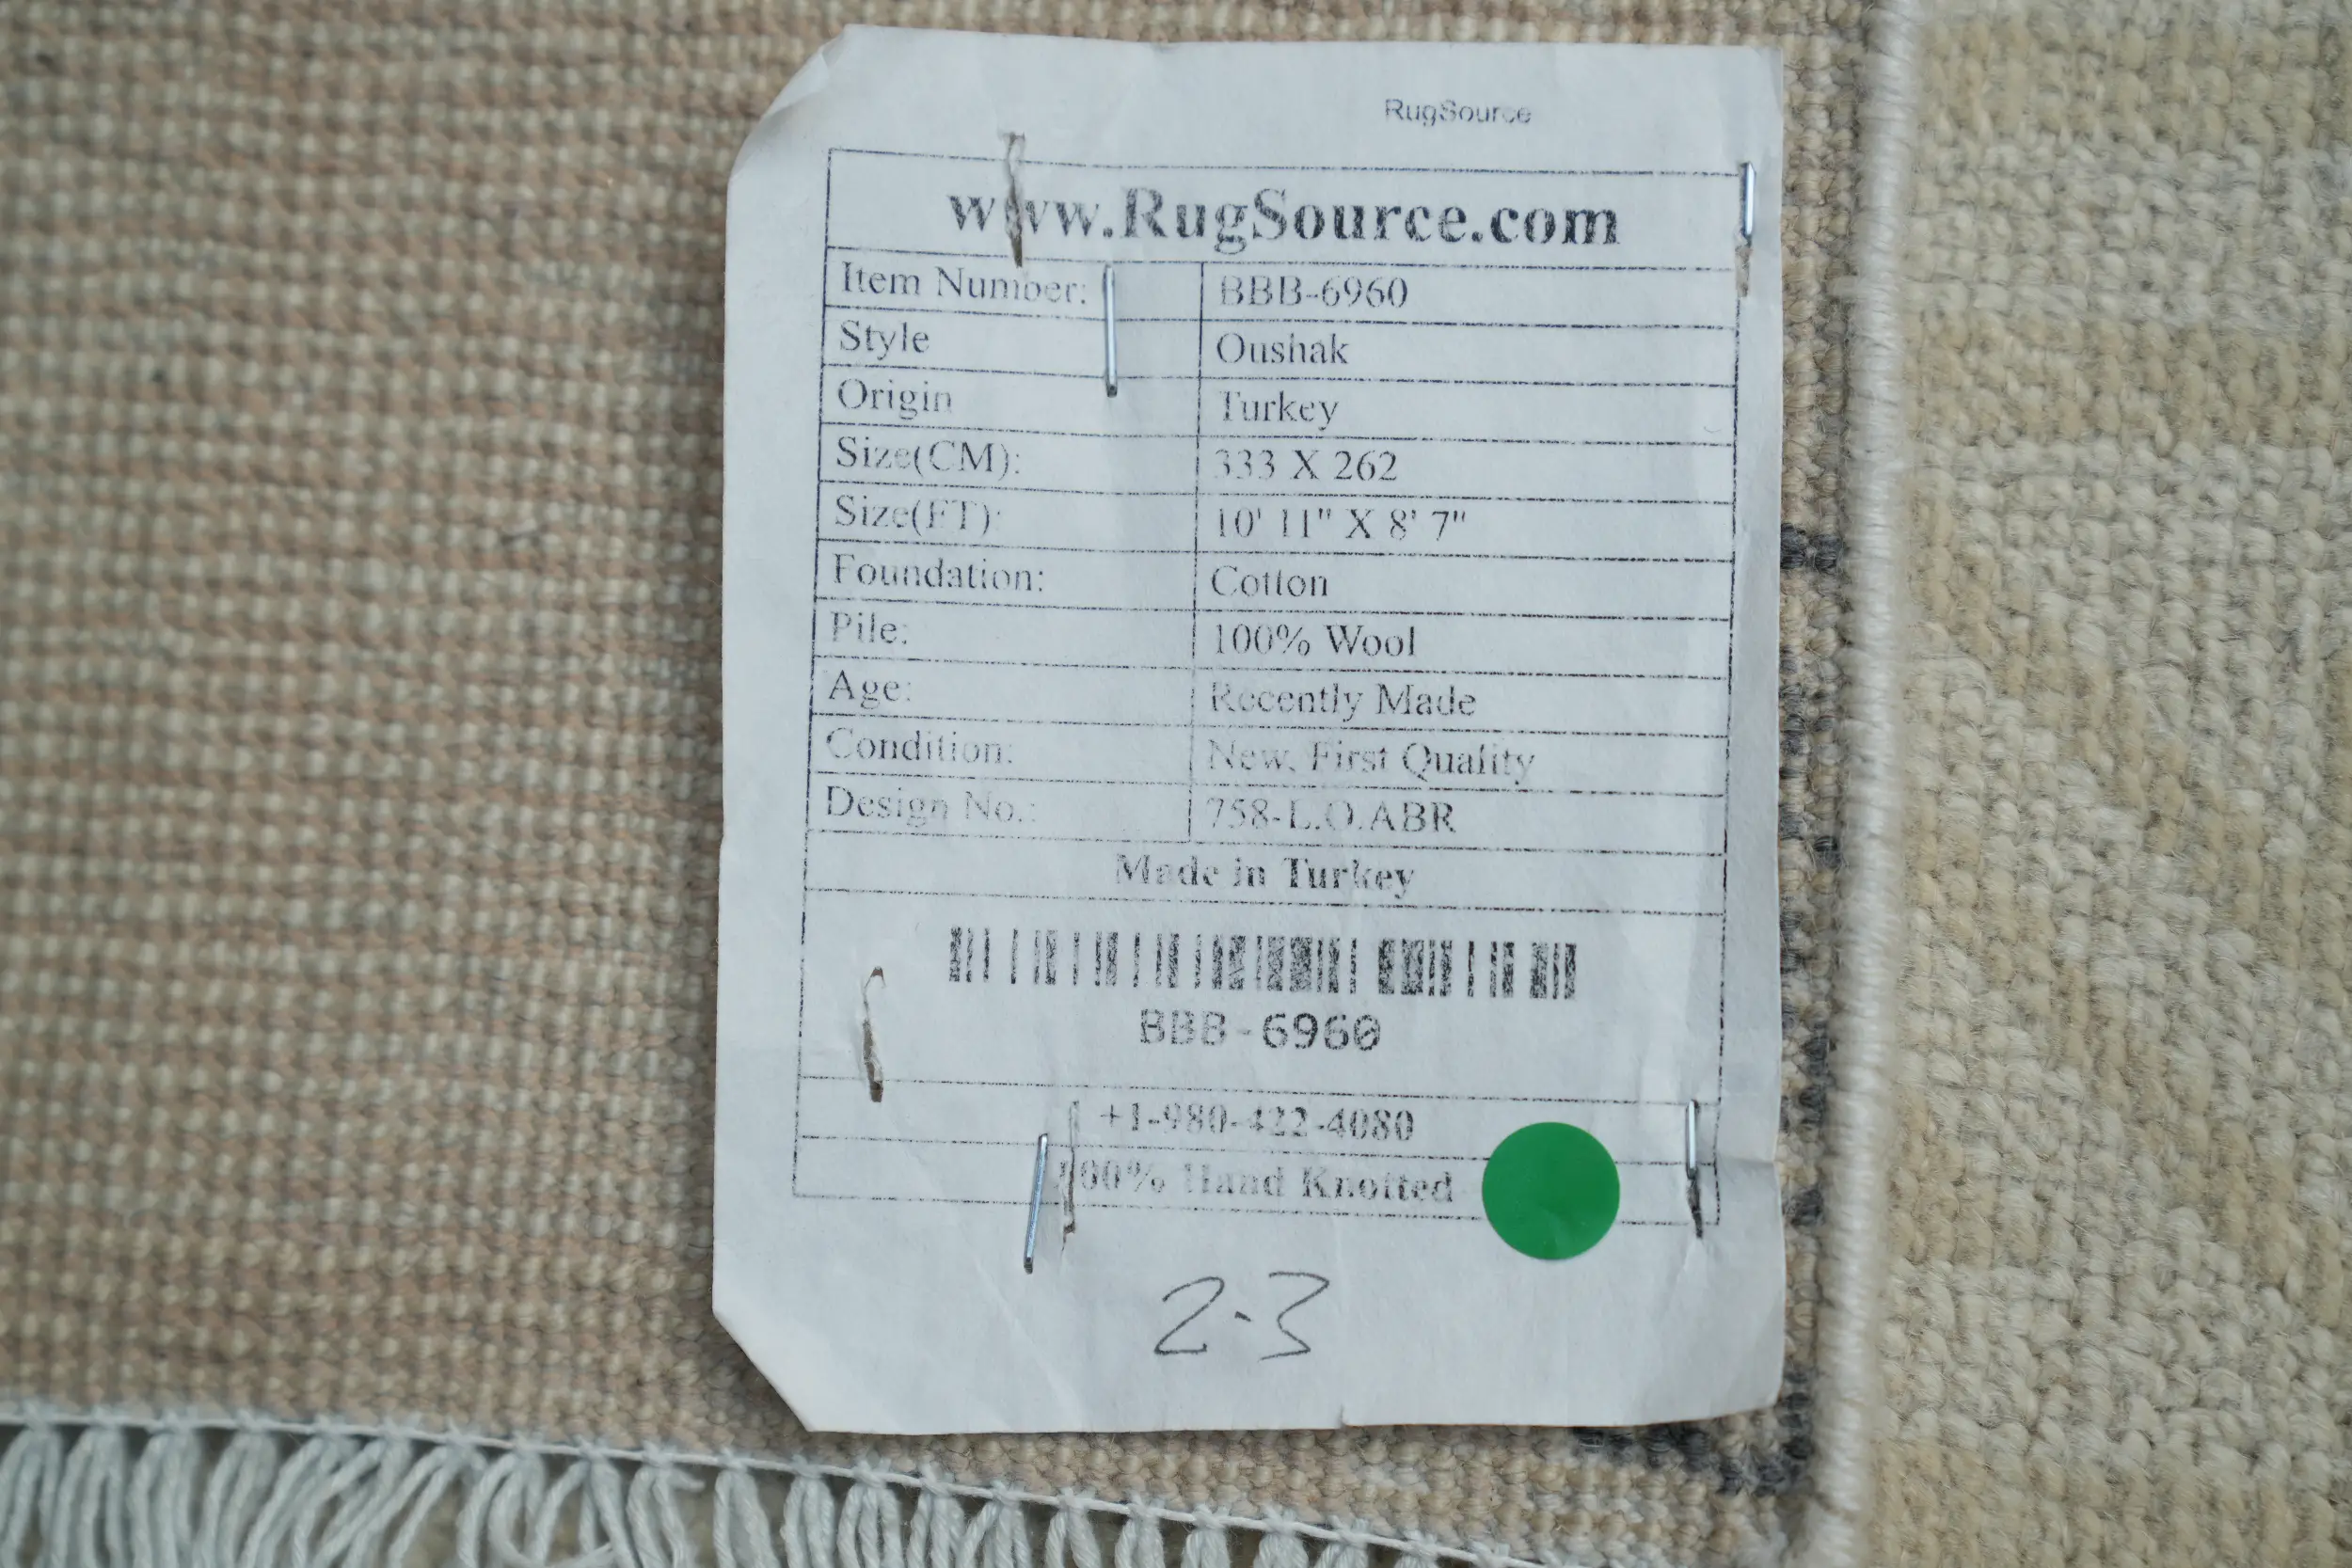 RugSource
www.RugSource.com
Item Number: BBB-6960
Style Oushak
Origin Turkey
Size(CM): 333 X 262
Size(FT): 10' 11" X 8' 7"
Foundation: Cotton
Pile: 100% Wool
Age: Recently Made
Condition: New, First Quality
Design No.: 758-L.O.ABR
Made in Turkey
BBB-6960
+1-980-422-4080
100% Hand Knotted
2-3